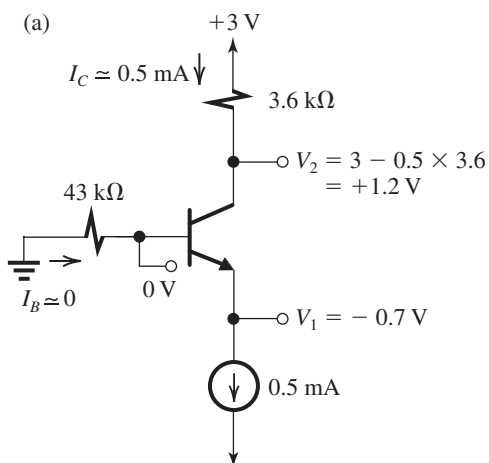 (a)
+3 V
I_C ≃ 0.5 mA
3.6 kΩ
V_2 = 3 − 0.5 × 3.6
= +1.2 V
43 kΩ
0 V
I_B ≃ 0
V_1 = − 0.7 V
0.5 mA